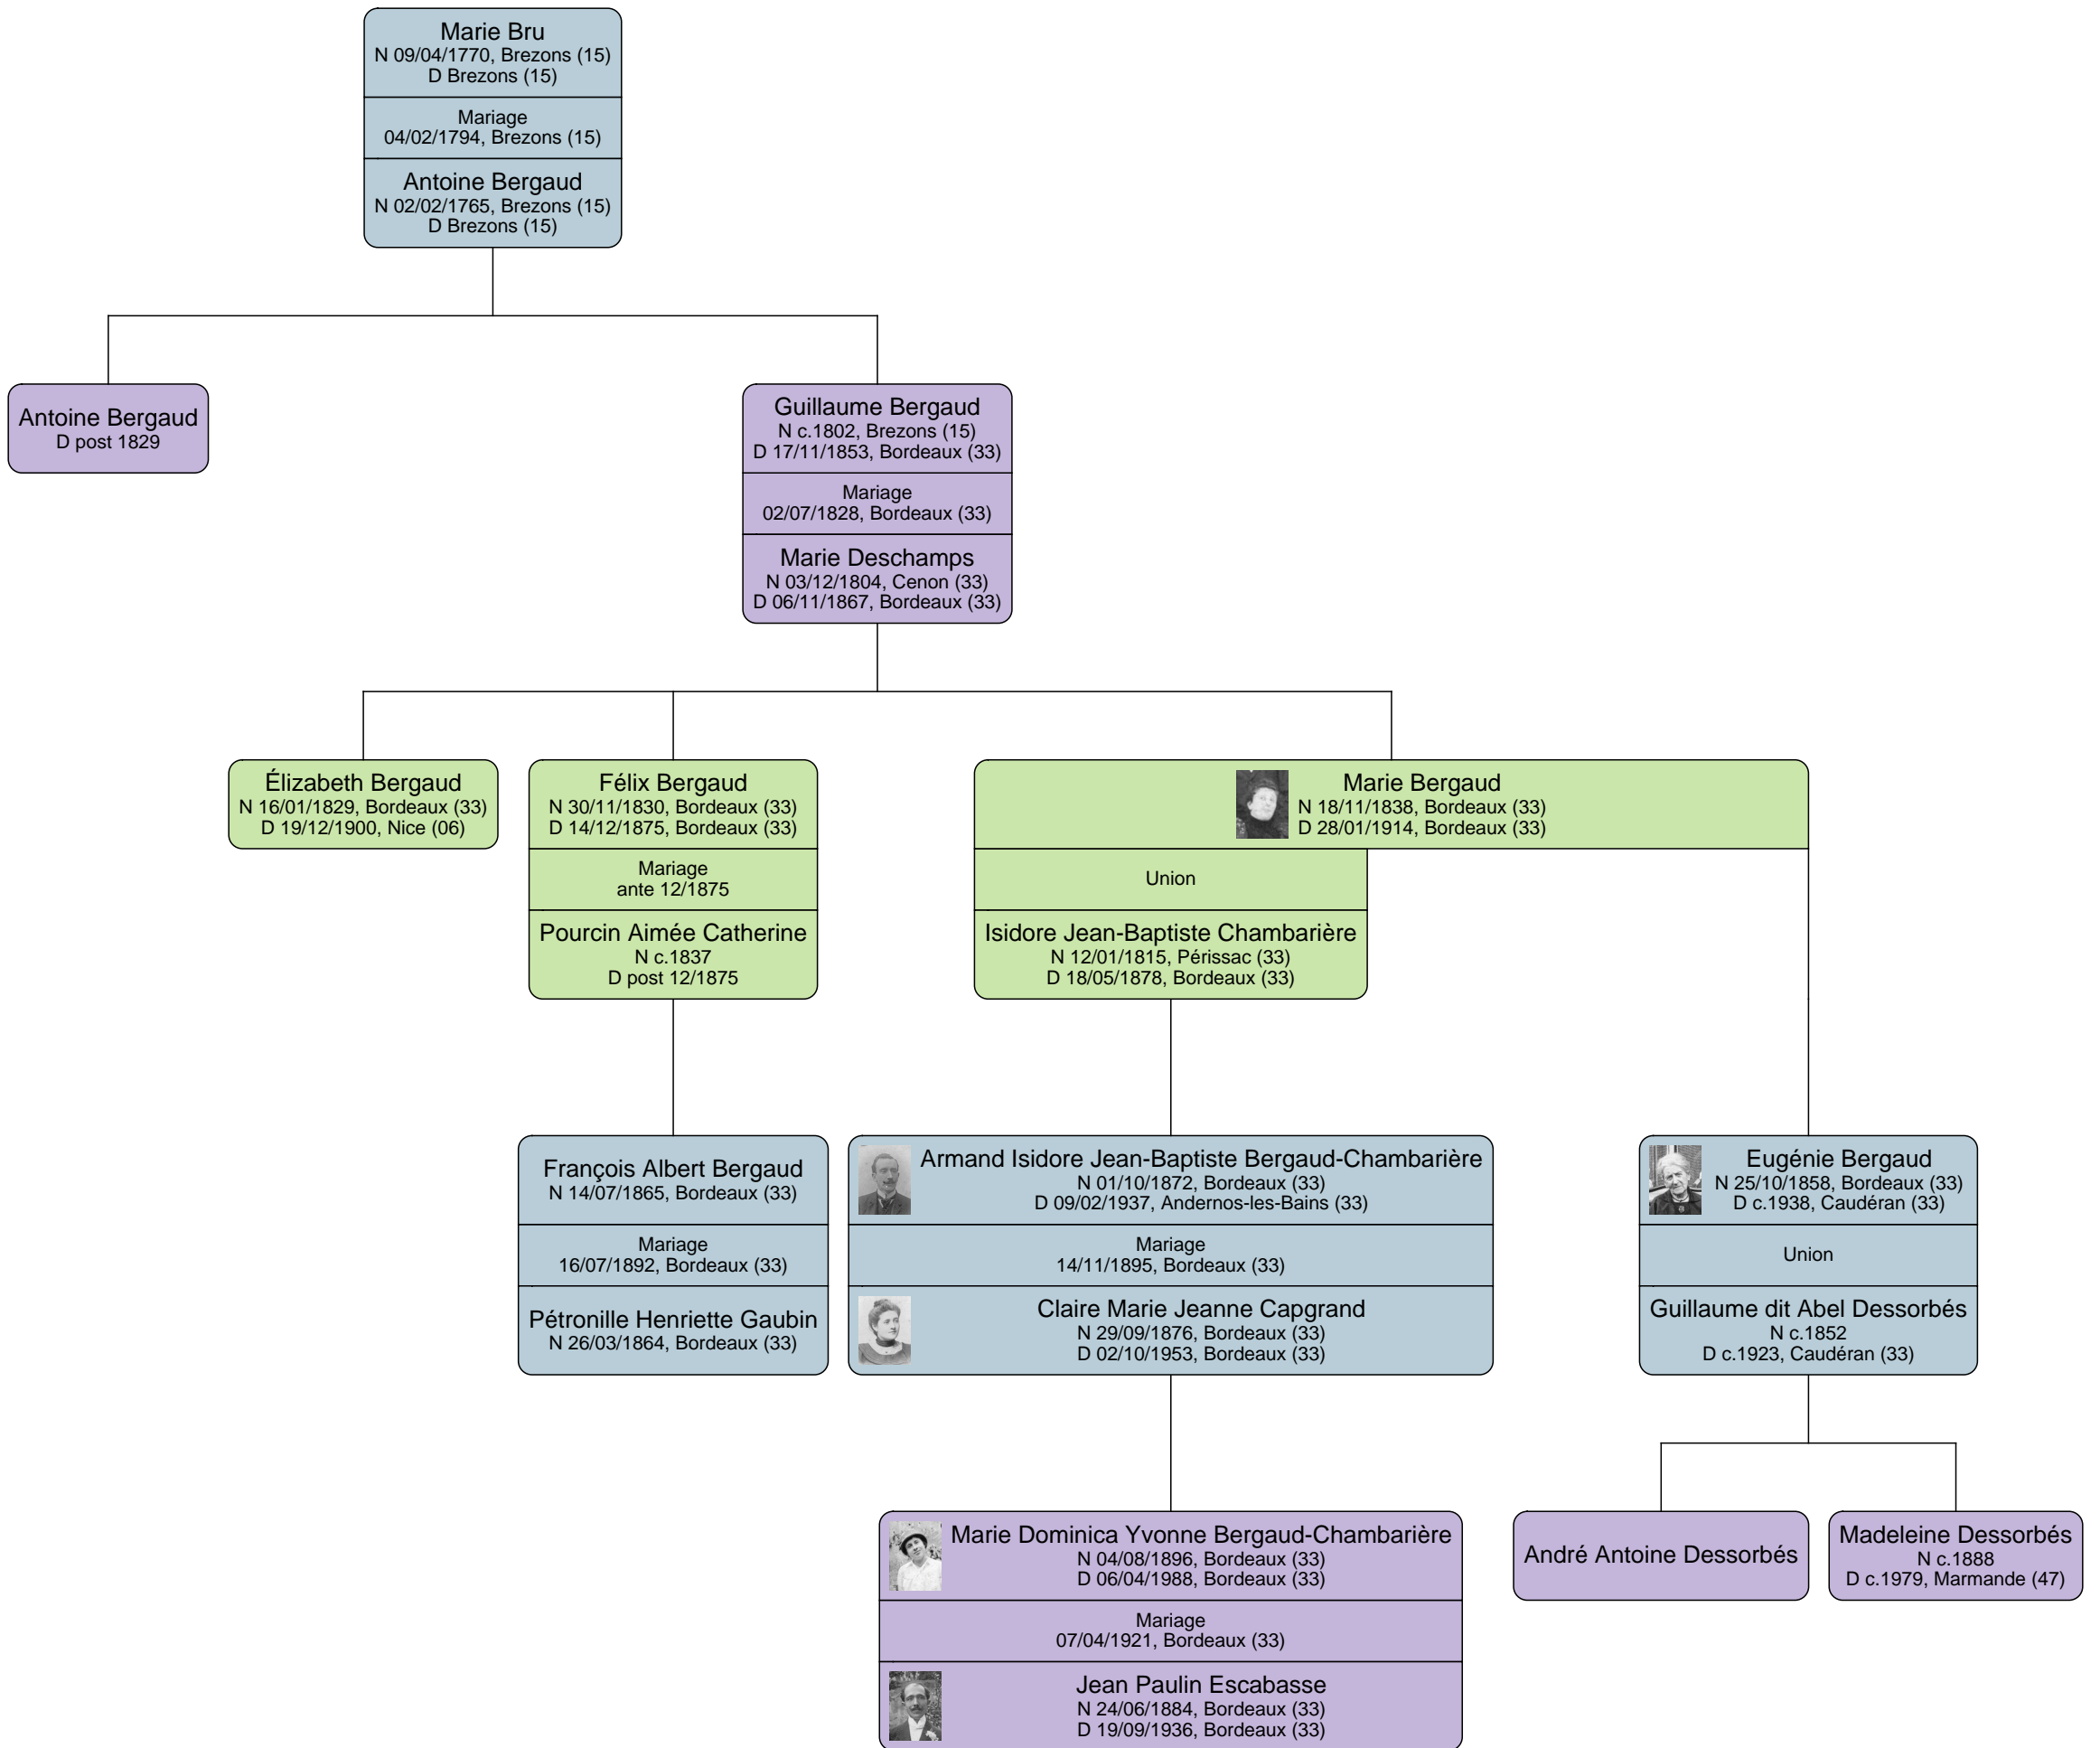 Marie Bru
N 09/04/1770, Brezons (15)
D Brezons (15)
Mariage
04/02/1794, Brezons (15)
Antoine Bergaud
N 02/02/1765, Brezons (15)
D Brezons (15)
Antoine Bergaud
D post 1829
Guillaume Bergaud
N c.1802, Brezons (15)
D 17/11/1853, Bordeaux (33)
Mariage
02/07/1828, Bordeaux (33)
Marie Deschamps
N 03/12/1804, Cenon (33)
D 06/11/1867, Bordeaux (33)
Élizabeth Bergaud
N 16/01/1829, Bordeaux (33)
D 19/12/1900, Nice (06)
Félix Bergaud
N 30/11/1830, Bordeaux (33)
D 14/12/1875, Bordeaux (33)
Mariage
ante 12/1875
Pourcin Aimée Catherine
N c.1837
D post 12/1875
Marie Bergaud
N 18/11/1838, Bordeaux (33)
D 28/01/1914, Bordeaux (33)
Union
Isidore Jean-Baptiste Chambarière
N 12/01/1815, Périssac (33)
D 18/05/1878, Bordeaux (33)
François Albert Bergaud
N 14/07/1865, Bordeaux (33)
Mariage
16/07/1892, Bordeaux (33)
Pétronille Henriette Gaubin
N 26/03/1864, Bordeaux (33)
Armand Isidore Jean-Baptiste Bergaud-Chambarière
N 01/10/1872, Bordeaux (33)
D 09/02/1937, Andernos-les-Bains (33)
Mariage
14/11/1895, Bordeaux (33)
Claire Marie Jeanne Capgrand
N 29/09/1876, Bordeaux (33)
D 02/10/1953, Bordeaux (33)
Eugénie Bergaud
N 25/10/1858, Bordeaux (33)
D c.1938, Caudéran (33)
Union
Guillaume dit Abel Dessorbés
N c.1852
D c.1923, Caudéran (33)
Marie Dominica Yvonne Bergaud-Chambarière
N 04/08/1896, Bordeaux (33)
D 06/04/1988, Bordeaux (33)
Mariage
07/04/1921, Bordeaux (33)
Jean Paulin Escabasse
N 24/06/1884, Bordeaux (33)
D 19/09/1936, Bordeaux (33)
André Antoine Dessorbés
Madeleine Dessorbés
N c.1888
D c.1979, Marmande (47)